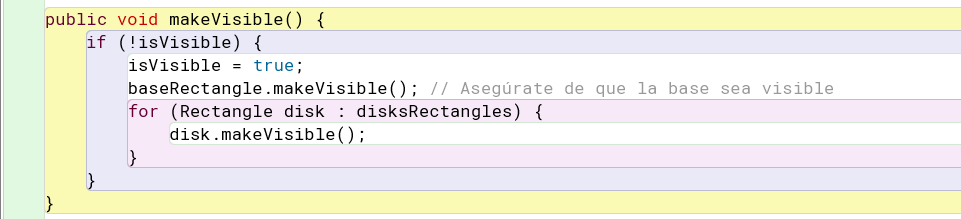 public void makeVisible() {
if (!isVisible) {
isVisible = true;
baseRectangle.makeVisible(); // Asegúrate de que la base sea visible
for (Rectangle disk : disksRectangles) {
disk.makeVisible();
}
}
}